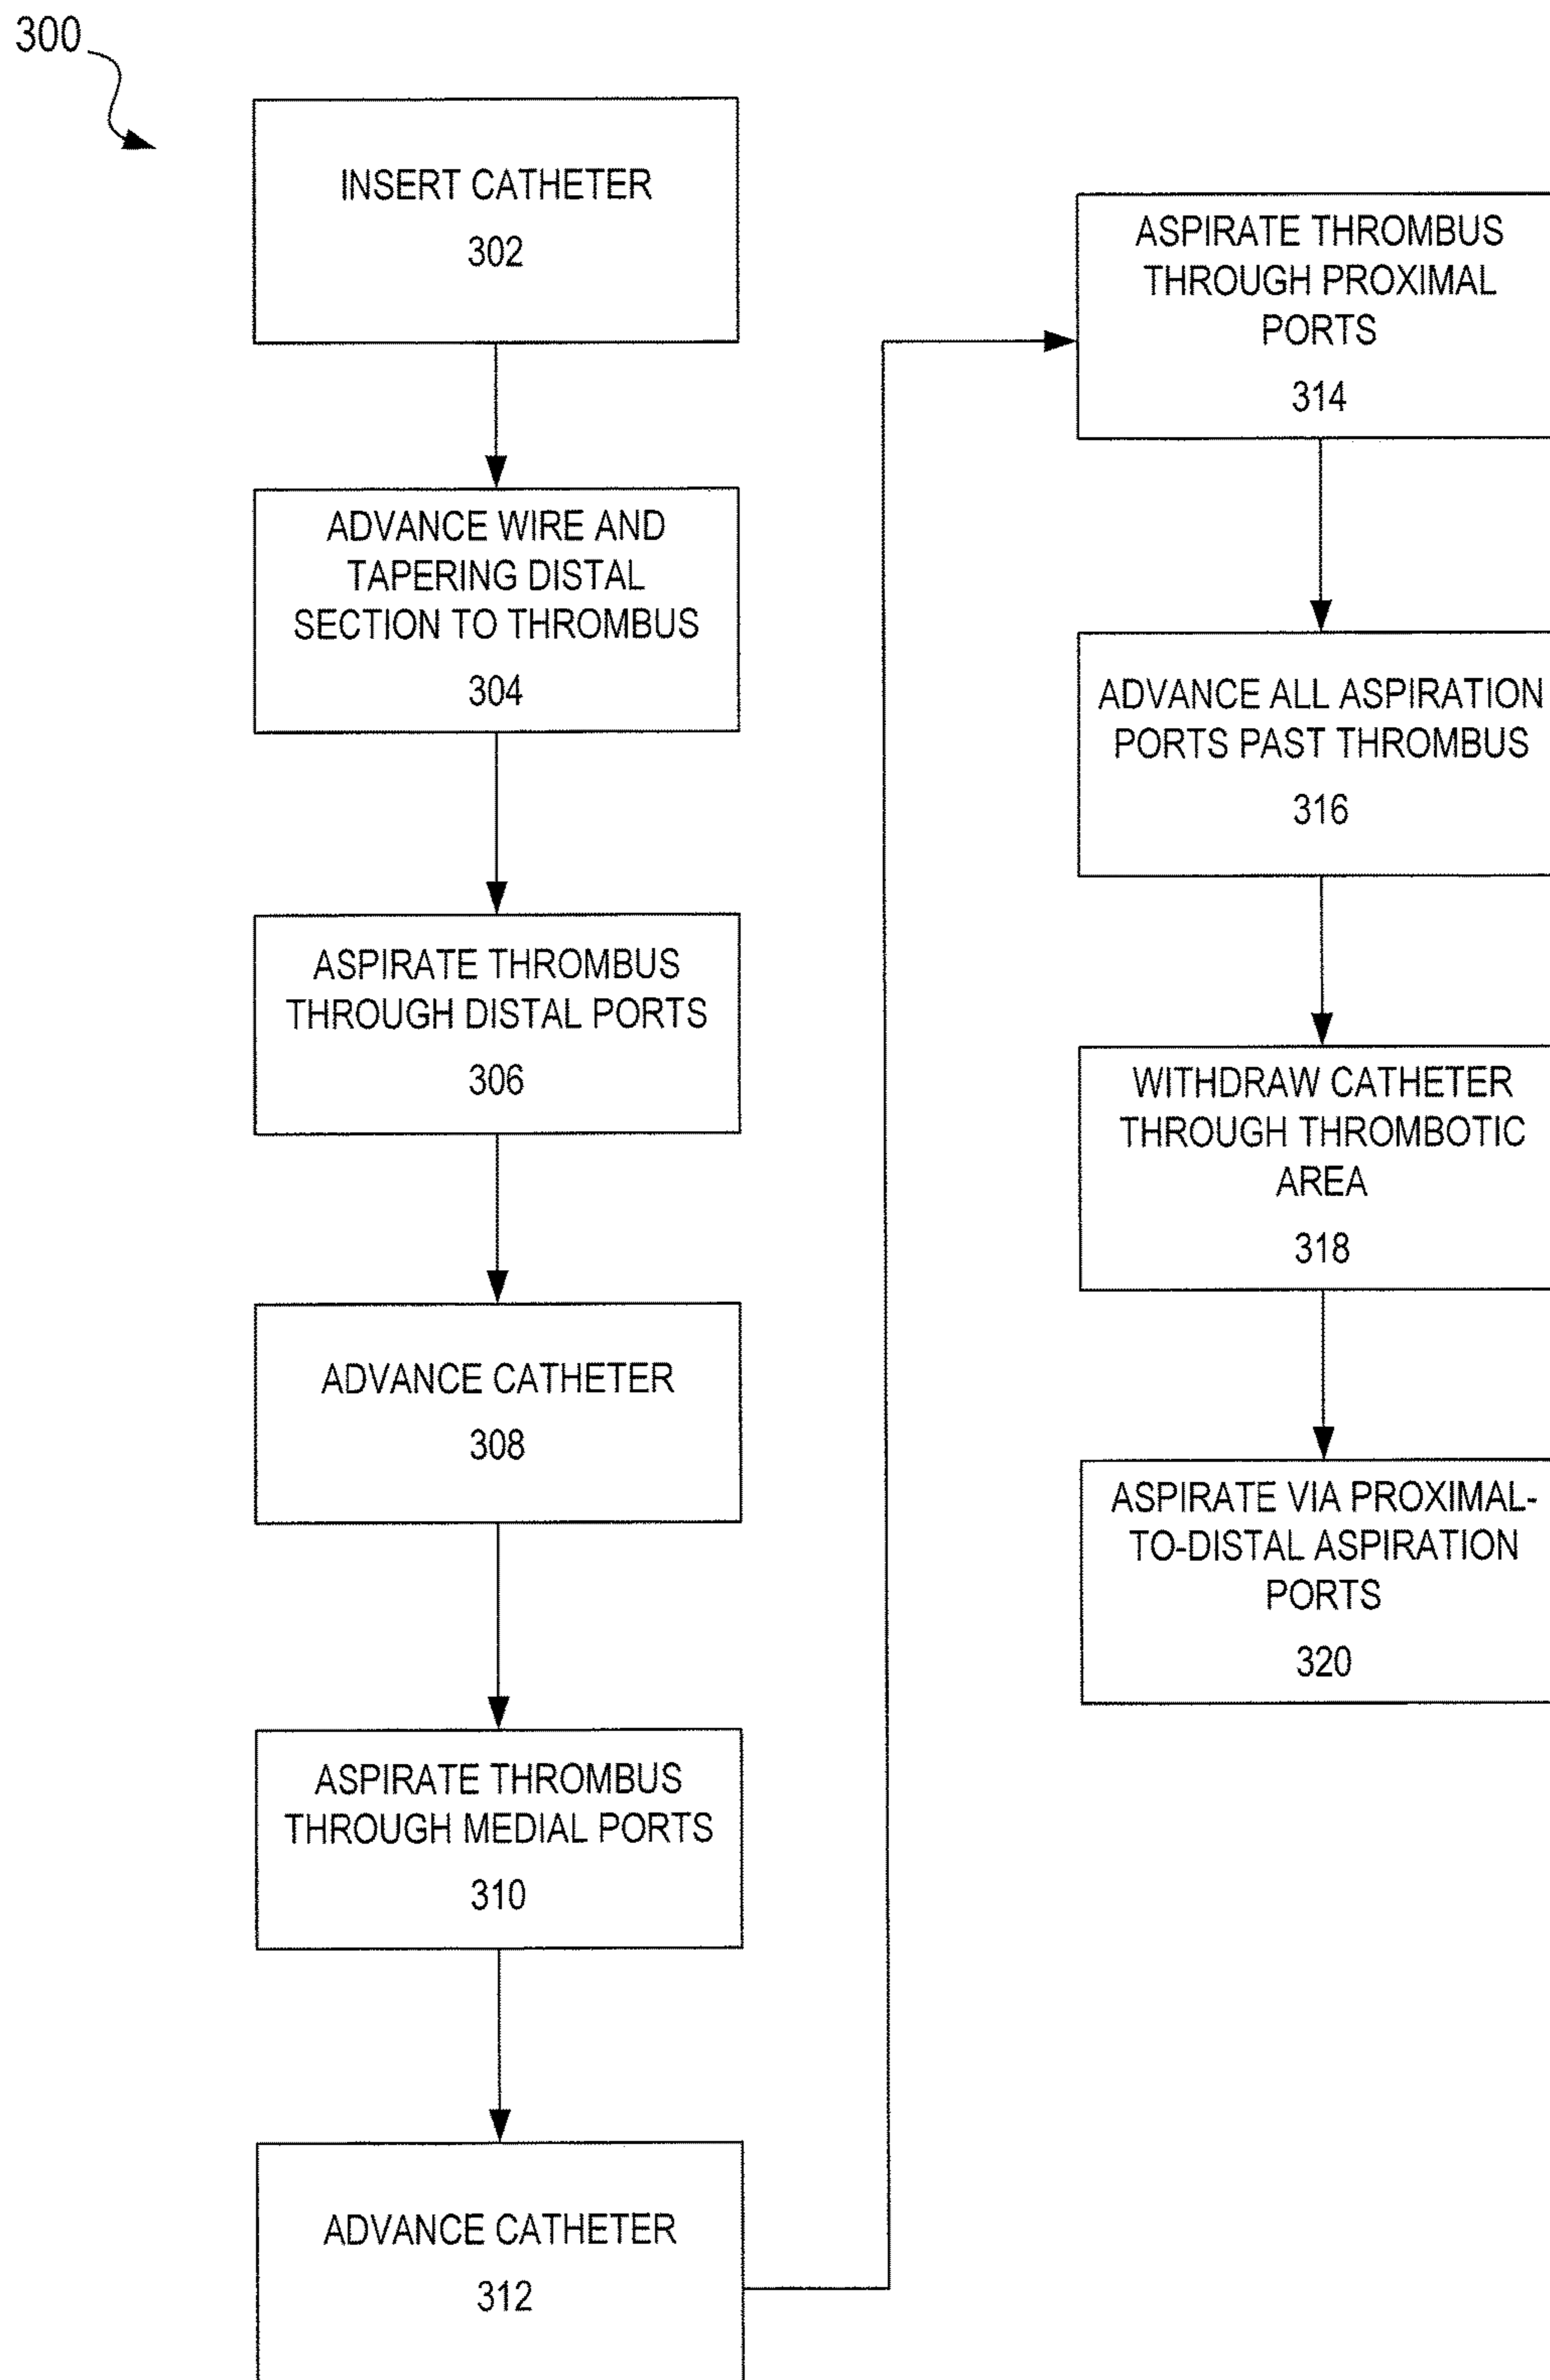 300
INSERT CATHETER
302
ADVANCE WIRE AND
TAPERING DISTAL
SECTION TO THROMBUS
304
ASPIRATE THROMBUS
THROUGH DISTAL PORTS
306
ADVANCE CATHETER
308
ASPIRATE THROMBUS
THROUGH MEDIAL PORTS
310
ADVANCE CATHETER
312
ASPIRATE THROMBUS
THROUGH PROXIMAL
PORTS
314
ADVANCE ALL ASPIRATION
PORTS PAST THROMBUS
316
WITHDRAW CATHETER
THROUGH THROMBOTIC
AREA
318
ASPIRATE VIA PROXIMAL-
TO-DISTAL ASPIRATION
PORTS
320